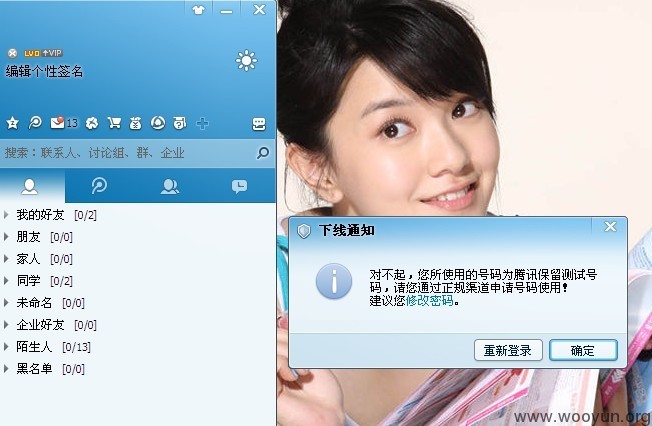 LV0 VIP
编辑个性签名
13
搜索：联系人、讨论组、群、企业
我的好友 [0/2]
朋友 [0/0]
家人 [0/0]
同学 [0/2]
未命名 [0/0]
企业好友 [0/0]
陌生人 [0/13]
黑名单 [0/0]
下线通知
对不起，您所使用的号码为腾讯保留测试号
码，请您通过正规渠道申请号码使用！
建议您修改密码。
重新登录 确定
www.wooyun.org